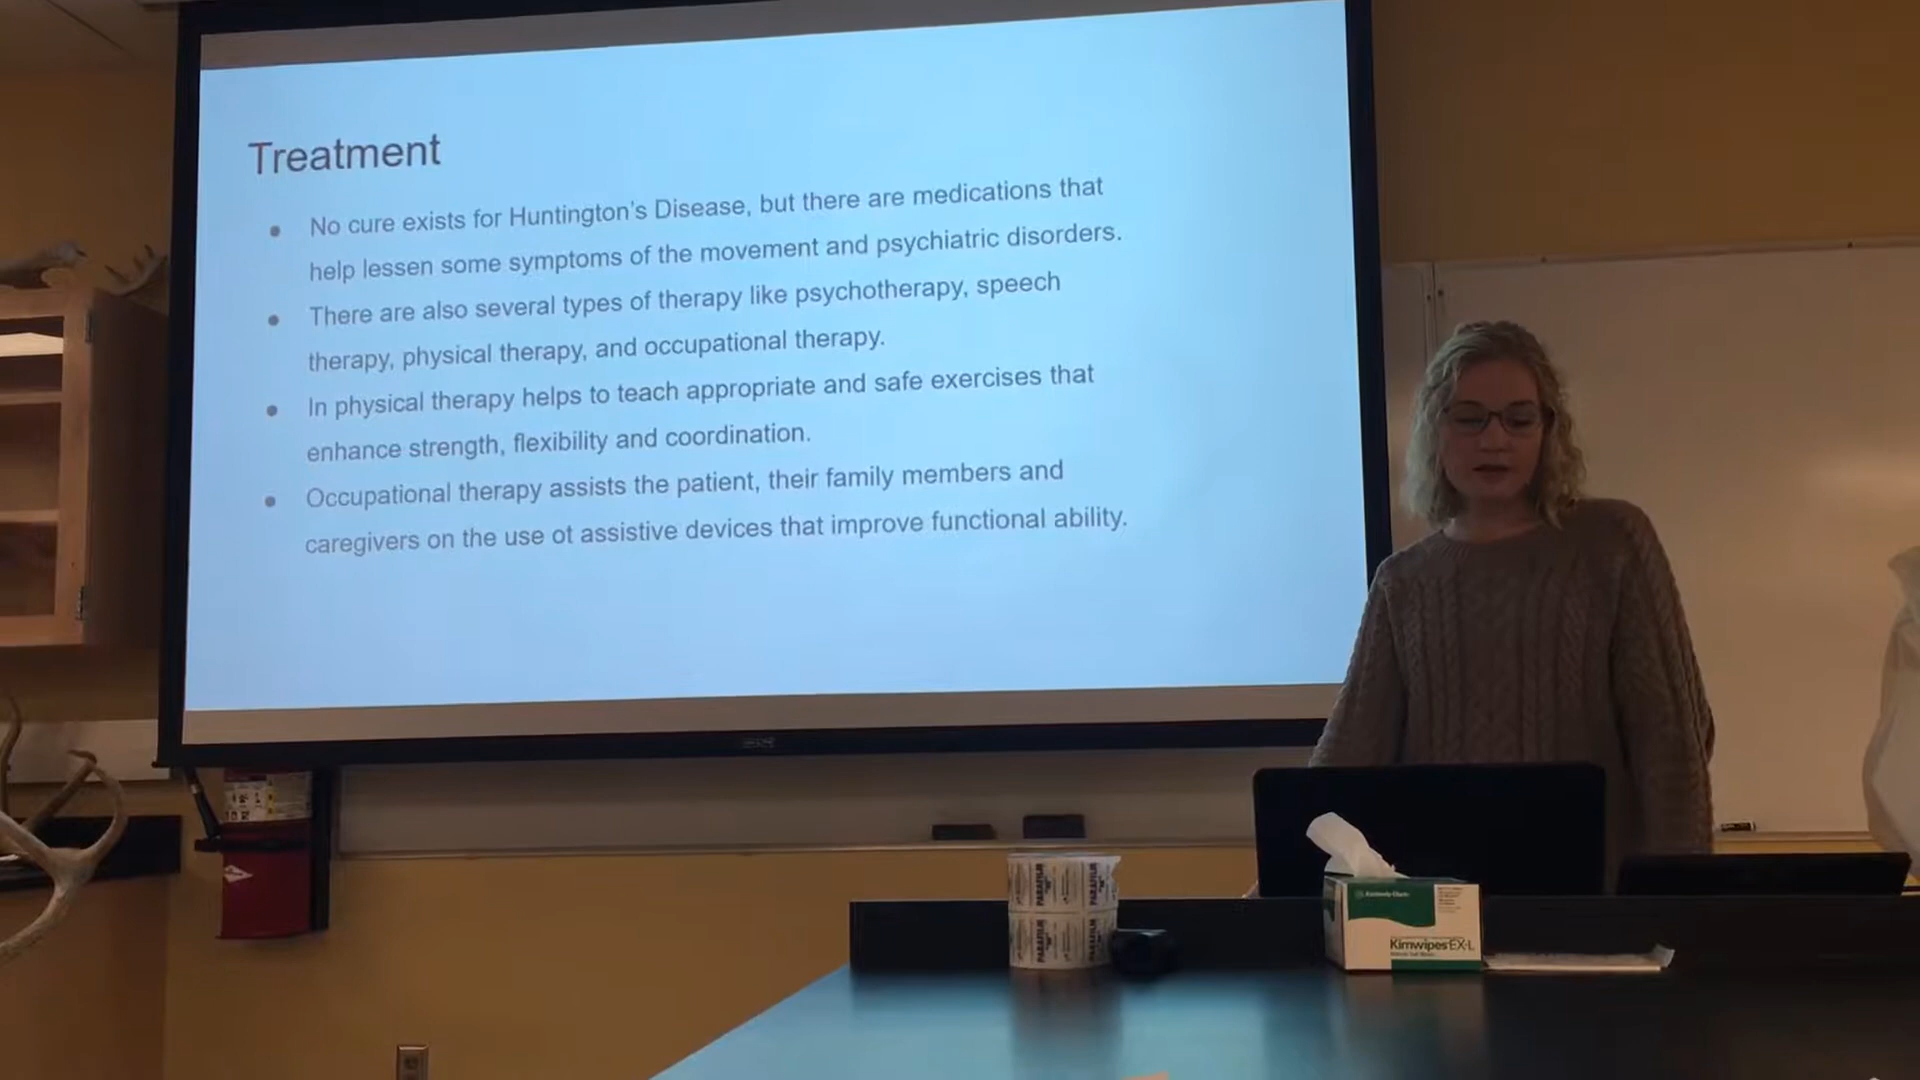 Treatment
No cure exists for Huntington's Disease, but there are medications that
help lessen some symptoms of the movement and psychiatric disorders.
There are also several types of therapy like psychotherapy, speech
therapy, physical therapy, and occupational therapy.
In physical therapy helps to teach appropriate and safe exercises that
enhance strength, flexibility and coordination.
Occupational therapy assists the patient, their family members and
caregivers on the use ot assistive devices that improve functional ability.
PARAFILM
PARAFILM
PARAFILM
PARAFILM
Kimwipes EX-L